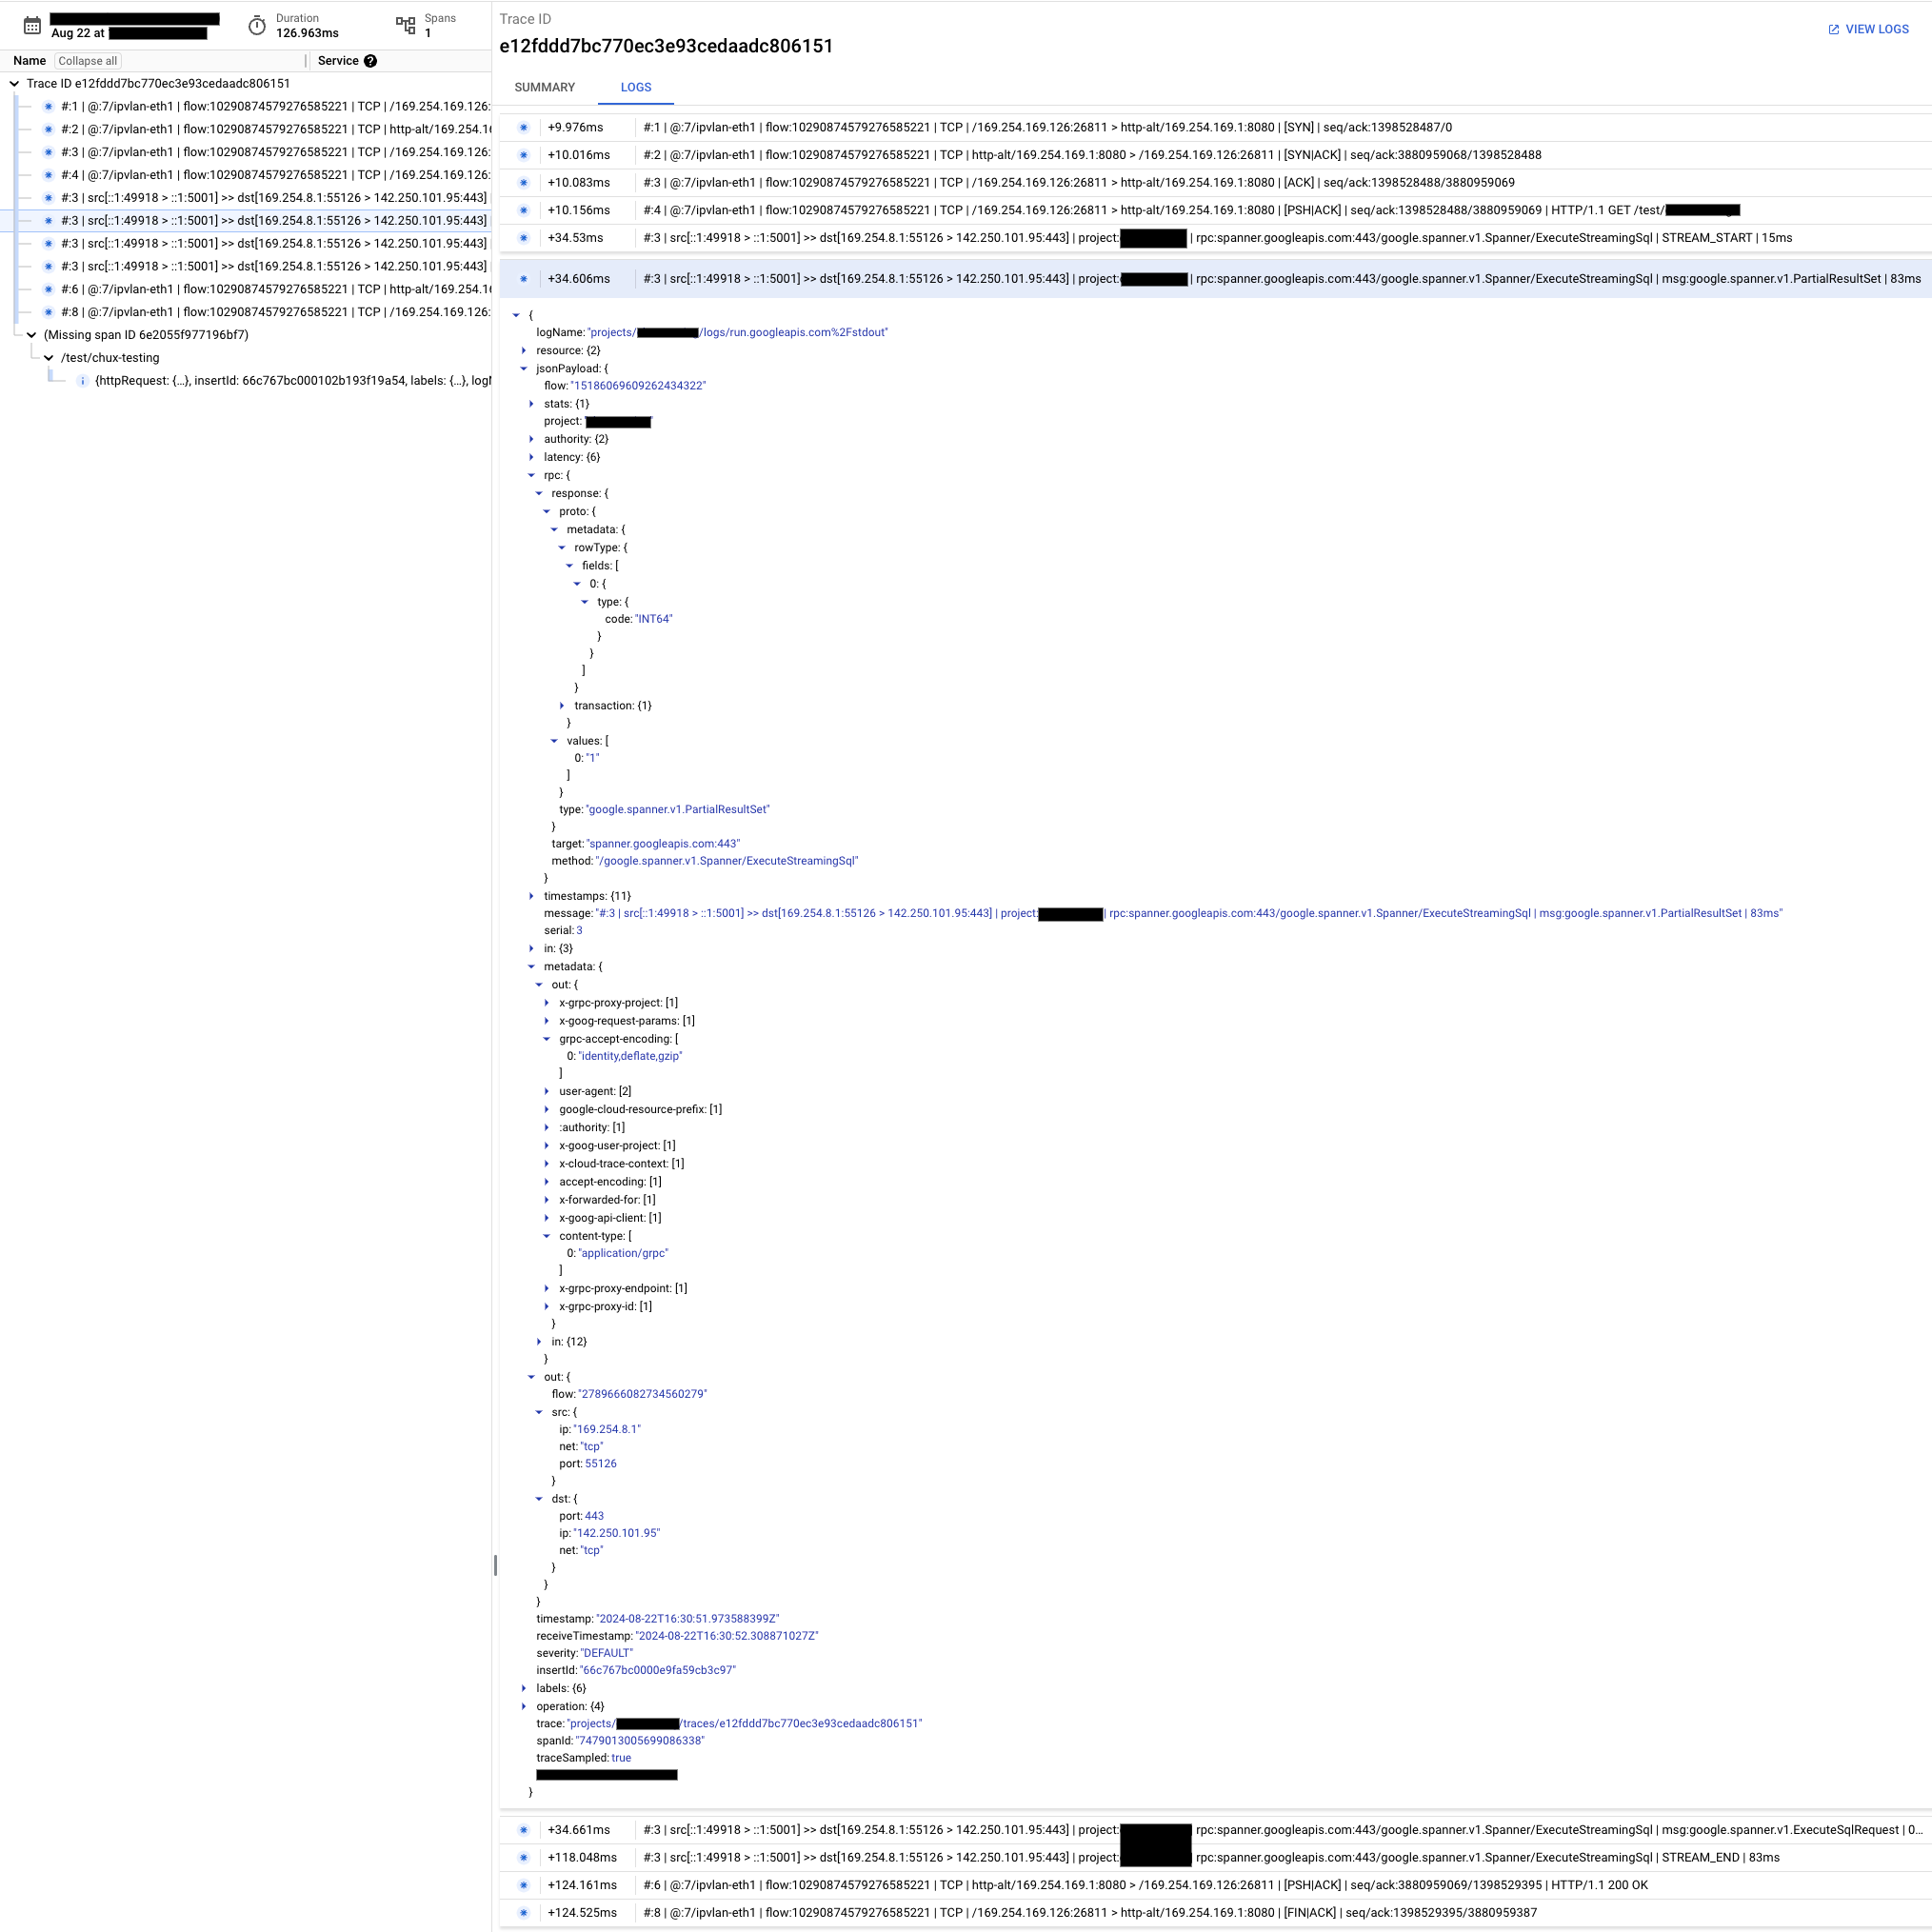 Aug 22 at
Duration
126.963ms
Spans
1
Name Collapse all Service ?
Trace ID e12fddd7bc770ec3e93cedaadc806151
#:1 | @:7/ipvlan-eth1 | flow:10290874579276585221 | TCP | /169.254.169.126:
#:2 | @:7/ipvlan-eth1 | flow:10290874579276585221 | TCP | http-alt/169.254.1
#:3 | @:7/ipvlan-eth1 | flow:10290874579276585221 | TCP | /169.254.169.126:
#:4 | @:7/ipvlan-eth1 | flow:10290874579276585221 | TCP | /169.254.169.126:
#:3 | src[::1:49918 > ::1:5001] >> dst[169.254.8.1:55126 > 142.250.101.95:443] |
#:3 | src[::1:49918 > ::1:5001] >> dst[169.254.8.1:55126 > 142.250.101.95:443]
#:3 | src[::1:49918 > ::1:5001] >> dst[169.254.8.1:55126 > 142.250.101.95:443]
#:3 | src[::1:49918 > ::1:5001] >> dst[169.254.8.1:55126 > 142.250.101.95:443] |
#:6 | @:7/ipvlan-eth1 | flow:10290874579276585221 | TCP | http-alt/169.254.1
#:8 | @:7/ipvlan-eth1 | flow:10290874579276585221 | TCP | /169.254.169.126:
(Missing span ID 6e2055f977196bf7)
/test/chux-testing
{httpRequest: {…}, insertId: 66c767bc000102b193f19a54, labels: {…}, logN
Trace ID
e12fddd7bc770ec3e93cedaadc806151
VIEW LOGS
SUMMARY LOGS
+9.976ms #:1 | @:7/ipvlan-eth1 | flow:10290874579276585221 | TCP | /169.254.169.126:26811 > http-alt/169.254.169.1:8080 | [SYN] | seq/ack:1398528487/0
+10.016ms #:2 | @:7/ipvlan-eth1 | flow:10290874579276585221 | TCP | http-alt/169.254.169.1:8080 > /169.254.169.126:26811 | [SYN|ACK] | seq/ack:3880959068/1398528488
+10.083ms #:3 | @:7/ipvlan-eth1 | flow:10290874579276585221 | TCP | /169.254.169.126:26811 > http-alt/169.254.169.1:8080 | [ACK] | seq/ack:1398528488/3880959069
+10.156ms #:4 | @:7/ipvlan-eth1 | flow:10290874579276585221 | TCP | /169.254.169.126:26811 > http-alt/169.254.169.1:8080 | [PSH|ACK] | seq/ack:1398528488/3880959069 | HTTP/1.1 GET /test/
+34.53ms #:3 | src[::1:49918 > ::1:5001] >> dst[169.254.8.1:55126 > 142.250.101.95:443] | project: | rpc:spanner.googleapis.com:443/google.spanner.v1.Spanner/ExecuteStreamingSql | STREAM_START | 15ms
+34.606ms #:3 | src[::1:49918 > ::1:5001] >> dst[169.254.8.1:55126 > 142.250.101.95:443] | project: | rpc:spanner.googleapis.com:443/google.spanner.v1.Spanner/ExecuteStreamingSql | msg:google.spanner.v1.PartialResultSet | 83ms
{
logName: "projects/ /logs/run.googleapis.com%2Fstdout"
resource: {2}
jsonPayload: {
flow: "15186069609262434322"
stats: {1}
project:
authority: {2}
latency: {6}
rpc: {
response: {
proto: {
metadata: {
rowType: {
fields: [
0: {
type: {
code: "INT64"
}
}
]
}
transaction: {1}
}
values: [
0: "1"
]
}
type: "google.spanner.v1.PartialResultSet"
}
target: "spanner.googleapis.com:443"
method: "/google.spanner.v1.Spanner/ExecuteStreamingSql"
}
timestamps: {11}
message: "#:3 | src[::1:49918 > ::1:5001] >> dst[169.254.8.1:55126 > 142.250.101.95:443] | project: | rpc:spanner.googleapis.com:443/google.spanner.v1.Spanner/ExecuteStreamingSql | msg:google.spanner.v1.PartialResultSet | 83ms"
serial: 3
in: {3}
metadata: {
out: {
x-grpc-proxy-project: [1]
x-goog-request-params: [1]
grpc-accept-encoding: [
0: "identity,deflate,gzip"
]
user-agent: [2]
google-cloud-resource-prefix: [1]
:authority: [1]
x-goog-user-project: [1]
x-cloud-trace-context: [1]
accept-encoding: [1]
x-forwarded-for: [1]
x-goog-api-client: [1]
content-type: [
0: "application/grpc"
]
x-grpc-proxy-endpoint: [1]
x-grpc-proxy-id: [1]
}
in: {12}
}
out: {
flow: "2789666082734560279"
src: {
ip: "169.254.8.1"
net: "tcp"
port: 55126
}
dst: {
port: 443
ip: "142.250.101.95"
net: "tcp"
}
}
}
timestamp: "2024-08-22T16:30:51.973588399Z"
receiveTimestamp: "2024-08-22T16:30:52.308871027Z"
severity: "DEFAULT"
insertId: "66c767bc0000e9fa59cb3c97"
labels: {6}
operation: {4}
trace: "projects/ /traces/e12fddd7bc770ec3e93cedaadc806151"
spanId: "7479013005699086338"
traceSampled: true
}
+34.661ms #:3 | src[::1:49918 > ::1:5001] >> dst[169.254.8.1:55126 > 142.250.101.95:443] | project: rpc:spanner.googleapis.com:443/google.spanner.v1.Spanner/ExecuteStreamingSql | msg:google.spanner.v1.ExecuteSqlRequest | 0…
+118.048ms #:3 | src[::1:49918 > ::1:5001] >> dst[169.254.8.1:55126 > 142.250.101.95:443] | project: rpc:spanner.googleapis.com:443/google.spanner.v1.Spanner/ExecuteStreamingSql | STREAM_END | 83ms
+124.161ms #:6 | @:7/ipvlan-eth1 | flow:10290874579276585221 | TCP | http-alt/169.254.169.1:8080 > /169.254.169.126:26811 | [PSH|ACK] | seq/ack:3880959069/1398529395 | HTTP/1.1 200 OK
+124.525ms #:8 | @:7/ipvlan-eth1 | flow:10290874579276585221 | TCP | /169.254.169.126:26811 > http-alt/169.254.169.1:8080 | [FIN|ACK] | seq/ack:1398529395/3880959387